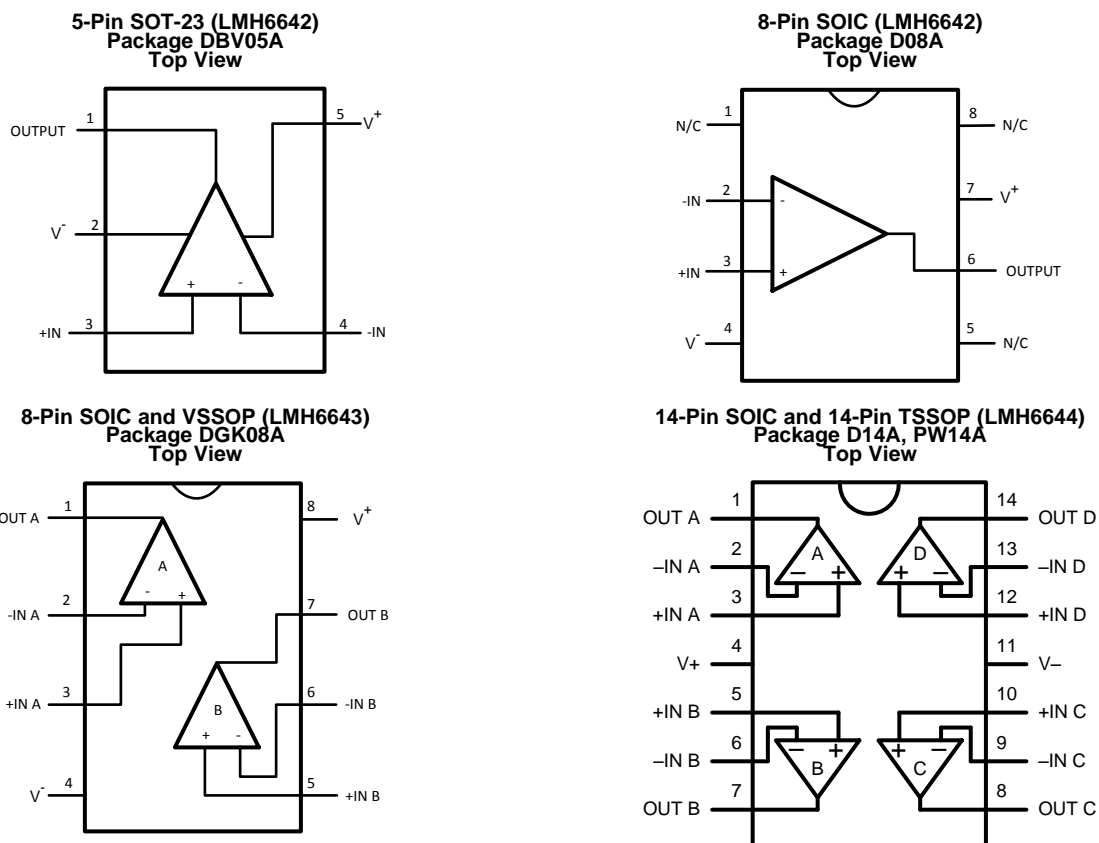 5-Pin SOT-23 (LMH6642)
Package DBV05A
Top View
OUTPUT 1
5 V+
V- 2
+ -
+IN 3
4 -IN
8-Pin SOIC (LMH6642)
Package D08A
Top View
N/C 1
8 N/C
-IN 2 -
7 V+
+IN 3 +
6 OUTPUT
V- 4
5 N/C
8-Pin SOIC and VSSOP (LMH6643)
Package DGK08A
Top View
OUT A 1
8 V+
A
- +
-IN A 2
7 OUT B
+IN A 3
6 -IN B
B
+ -
V- 4
5 +IN B
14-Pin SOIC and 14-Pin TSSOP (LMH6644)
Package D14A, PW14A
Top View
OUT A 1
14 OUT D
A D
–IN A 2
13 –IN D
− + + −
+IN A 3
12 +IN D
V+ 4
11 V–
+IN B 5
10 +IN C
–IN B 6
9 –IN C
− + + −
B C
OUT B 7
8 OUT C